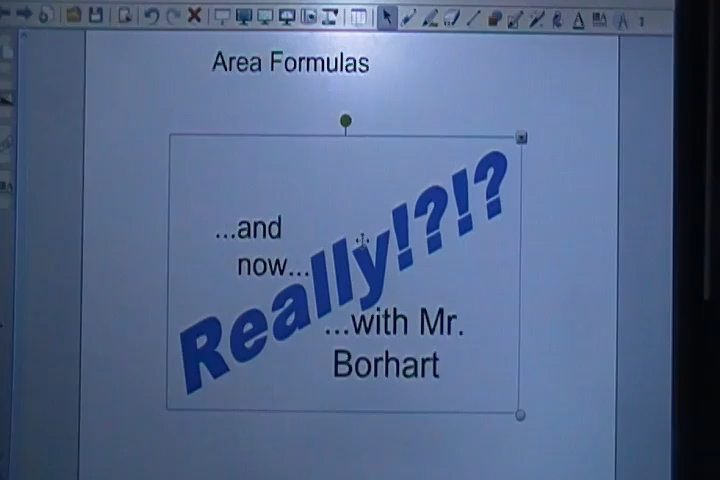 Area Formulas
...and
now...
Really!?!?
...with Mr.
Borhart